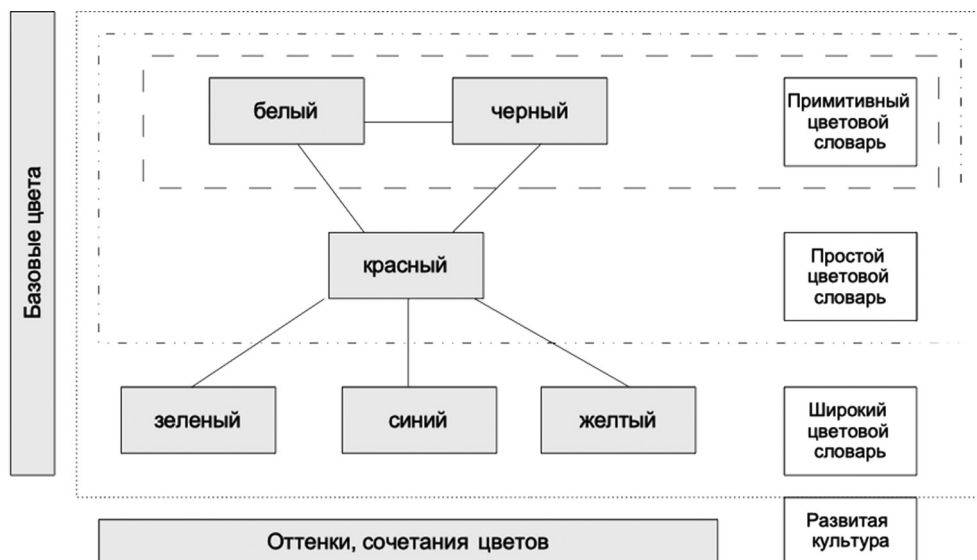 Базовые цвета
белый
черный
Примитивный
цветовой
словарь
красный
Простой
цветовой
словарь
зеленый
синий
желтый
Широкий
цветовой
словарь
Оттенки, сочетания цветов
Развитая
культура